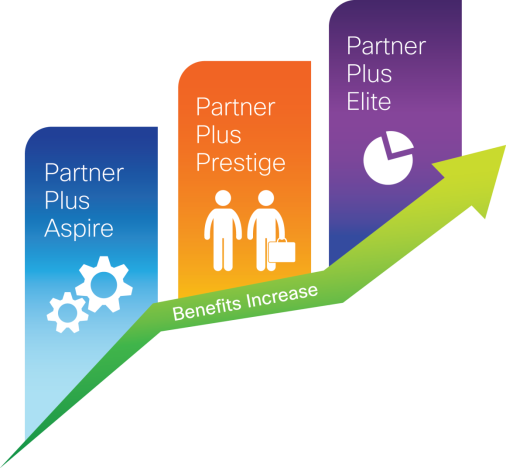 Partner
Plus
Elite
Partner
Plus
Prestige
Partner
Plus
Aspire
Benefits Increase